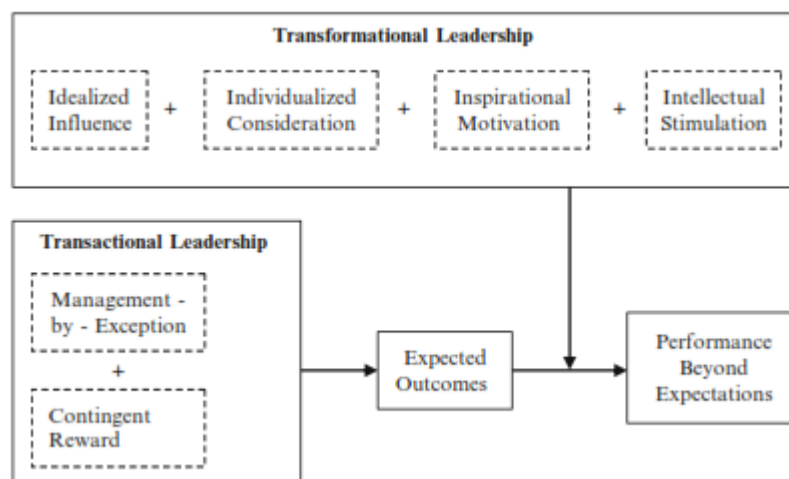 Transformational Leadership
Idealized
Influence
+
Individualized
Consideration
+
Inspirational
Motivation
+
Intellectual
Stimulation
Transactional Leadership
Management -
by - Exception
+
Contingent
Reward
Expected
Outcomes
Performance
Beyond
Expectations